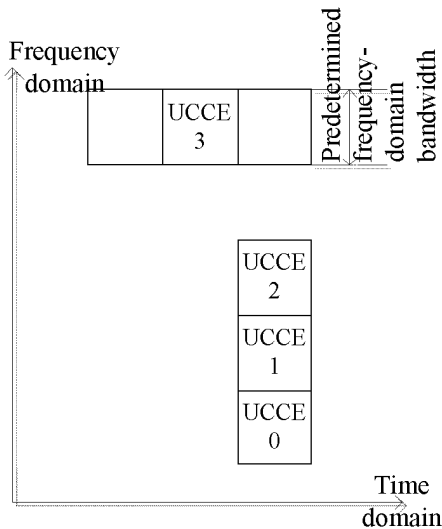 Frequency
domain
UCCE
3
Predetermined
frequency-
domain
bandwidth
UCCE
2
UCCE
1
UCCE
0
Time
domain